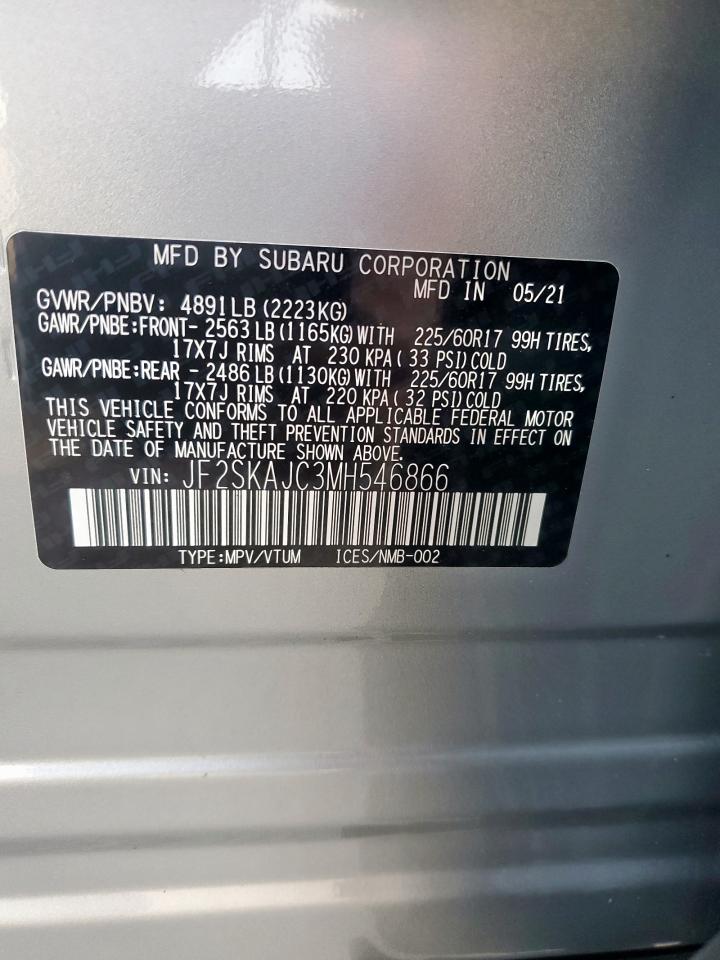 MFD BY SUBARU CORPORATION
MFD IN 05/21
GVWR/PNBV: 4891LB (2223KG)
GAWR/PNBE:FRONT- 2563LB (1165KG)WITH 225/60R17 99H TIRES,
17X7J RIMS AT 230 KPA( 33 PSI)COLD
GAWR/PNBE:REAR - 2486LB (1130KG)WITH 225/60R17 99H TIRES,
17X7J RIMS AT 220 KPA( 32 PSI)COLD
THIS VEHICLE CONFORMS TO ALL APPLICABLE FEDERAL MOTOR
VEHICLE SAFETY AND THEFT PREVENTION STANDARDS IN EFFECT ON
THE DATE OF MANUFACTURE SHOWN ABOVE.
VIN: JF2SKAJC3MH546866
TYPE:MPV/VTUM ICES/NMB-002